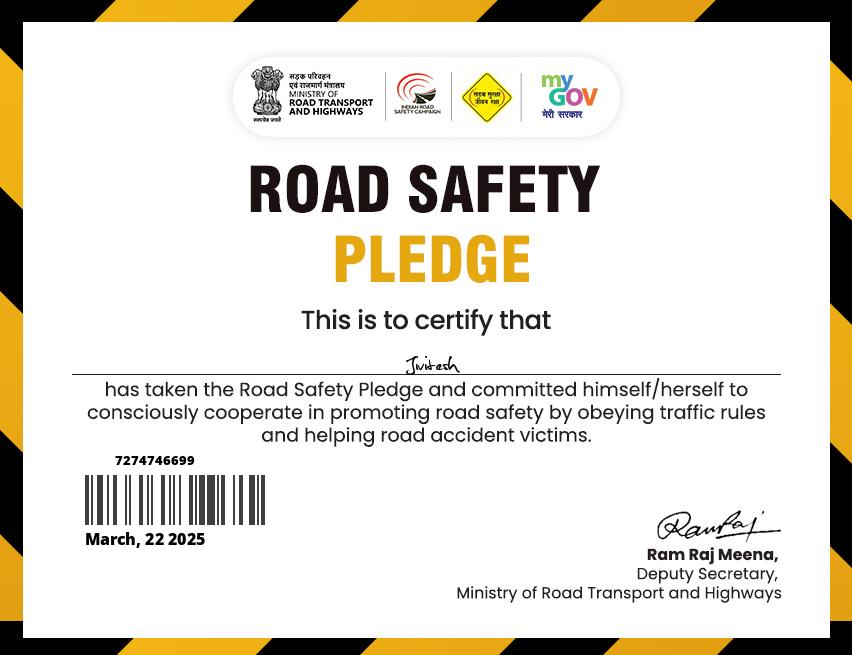 सड़क परिवहन
एवं राजमार्ग मंत्रालय
MINISTRY OF
ROAD TRANSPORT
AND HIGHWAYS
सत्यमेव जयते
INDIAN ROAD
SAFETY CAMPAIGN
सड़क सुरक्षा
जीवन रक्षा
my
GOV
मेरी सरकार
ROAD SAFETY
PLEDGE
This is to certify that
has taken the Road Safety Pledge and committed himself/herself to
consciously cooperate in promoting road safety by obeying traffic rules
and helping road accident victims.
7274746699
March, 22 2025
Ram Raj Meena,
Deputy Secretary,
Ministry of Road Transport and Highways